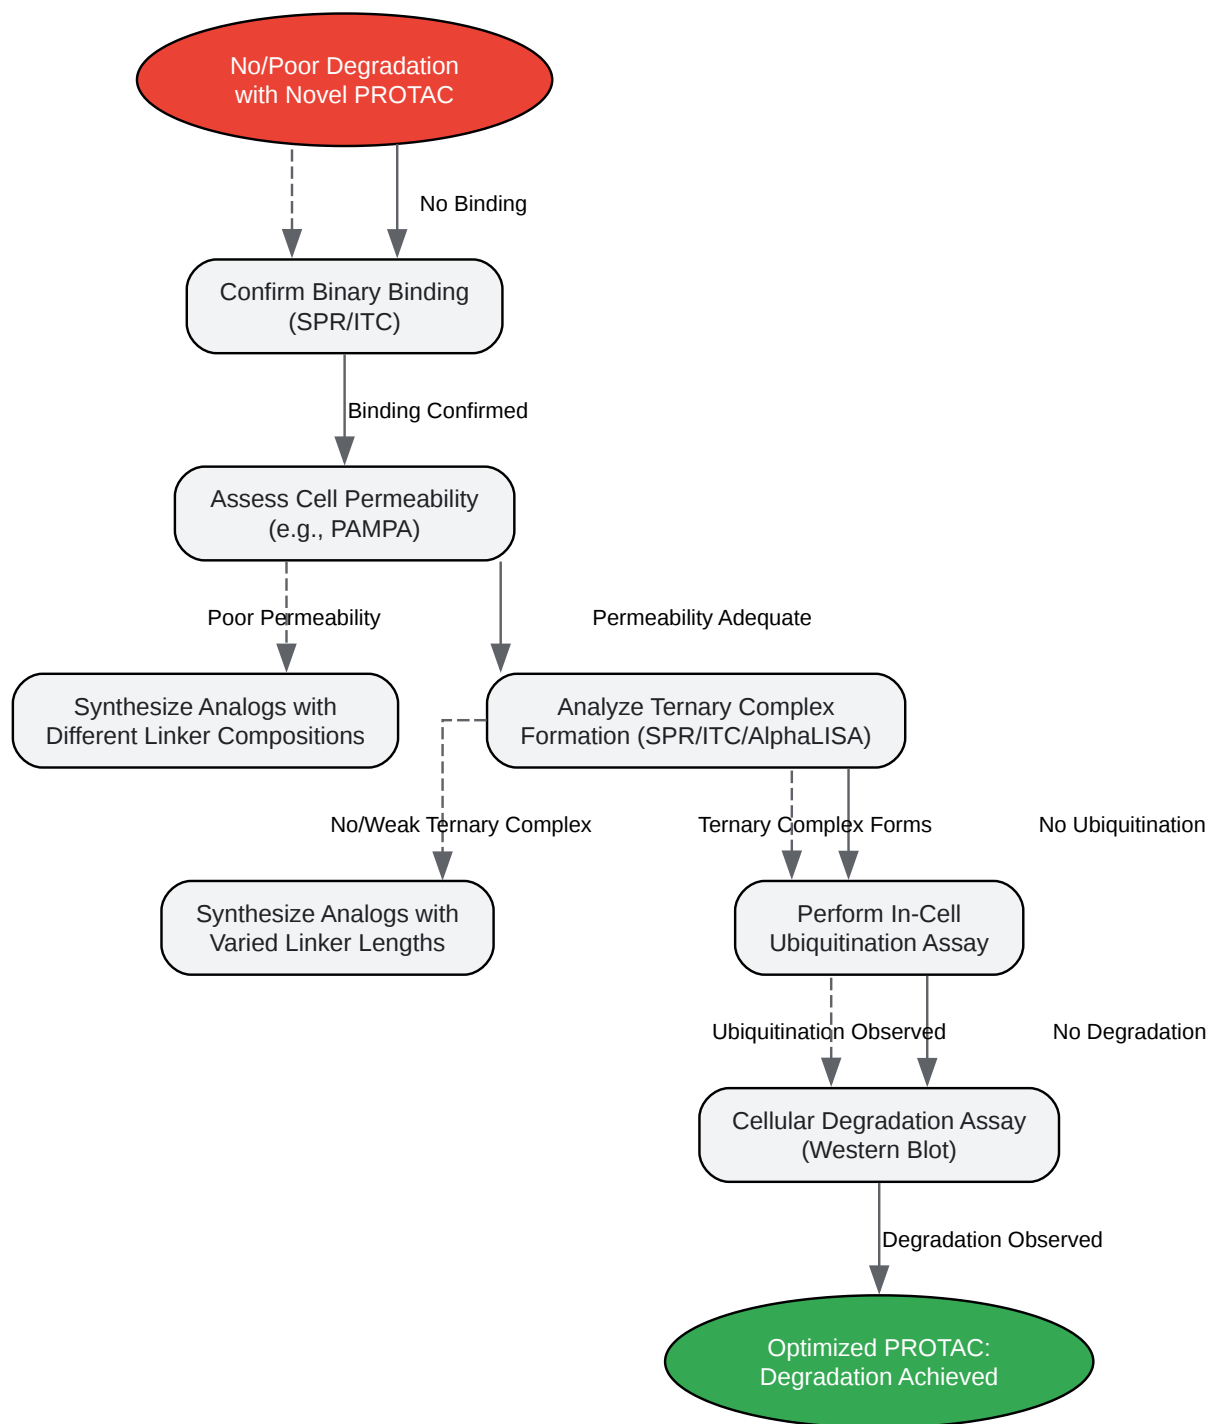 No/Poor Degradation
with Novel PROTAC
No Binding
Confirm Binary Binding
(SPR/ITC)
Binding Confirmed
Assess Cell Permeability
(e.g., PAMPA)
Poor Permeability
Permeability Adequate
Synthesize Analogs with
Different Linker Compositions
Analyze Ternary Complex
Formation (SPR/ITC/AlphaLISA)
No/Weak Ternary Complex
Ternary Complex Forms
No Ubiquitination
Synthesize Analogs with
Varied Linker Lengths
Perform In-Cell
Ubiquitination Assay
Ubiquitination Observed
No Degradation
Cellular Degradation Assay
(Western Blot)
Degradation Observed
Optimized PROTAC:
Degradation Achieved